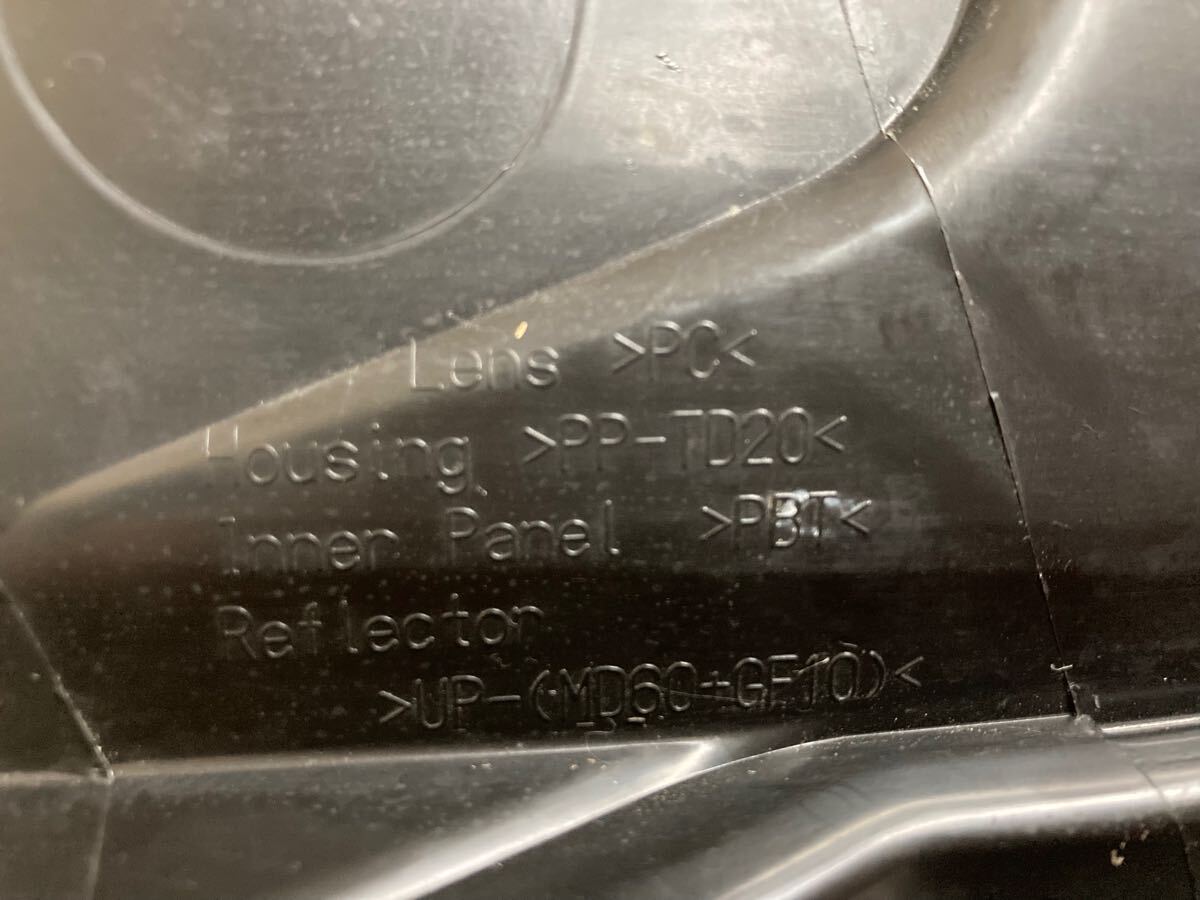 Lens >PC<
Housing >PP-TD20<
Inner Panel >PBT<
Reflector
>UP-(MD60+GF10)<